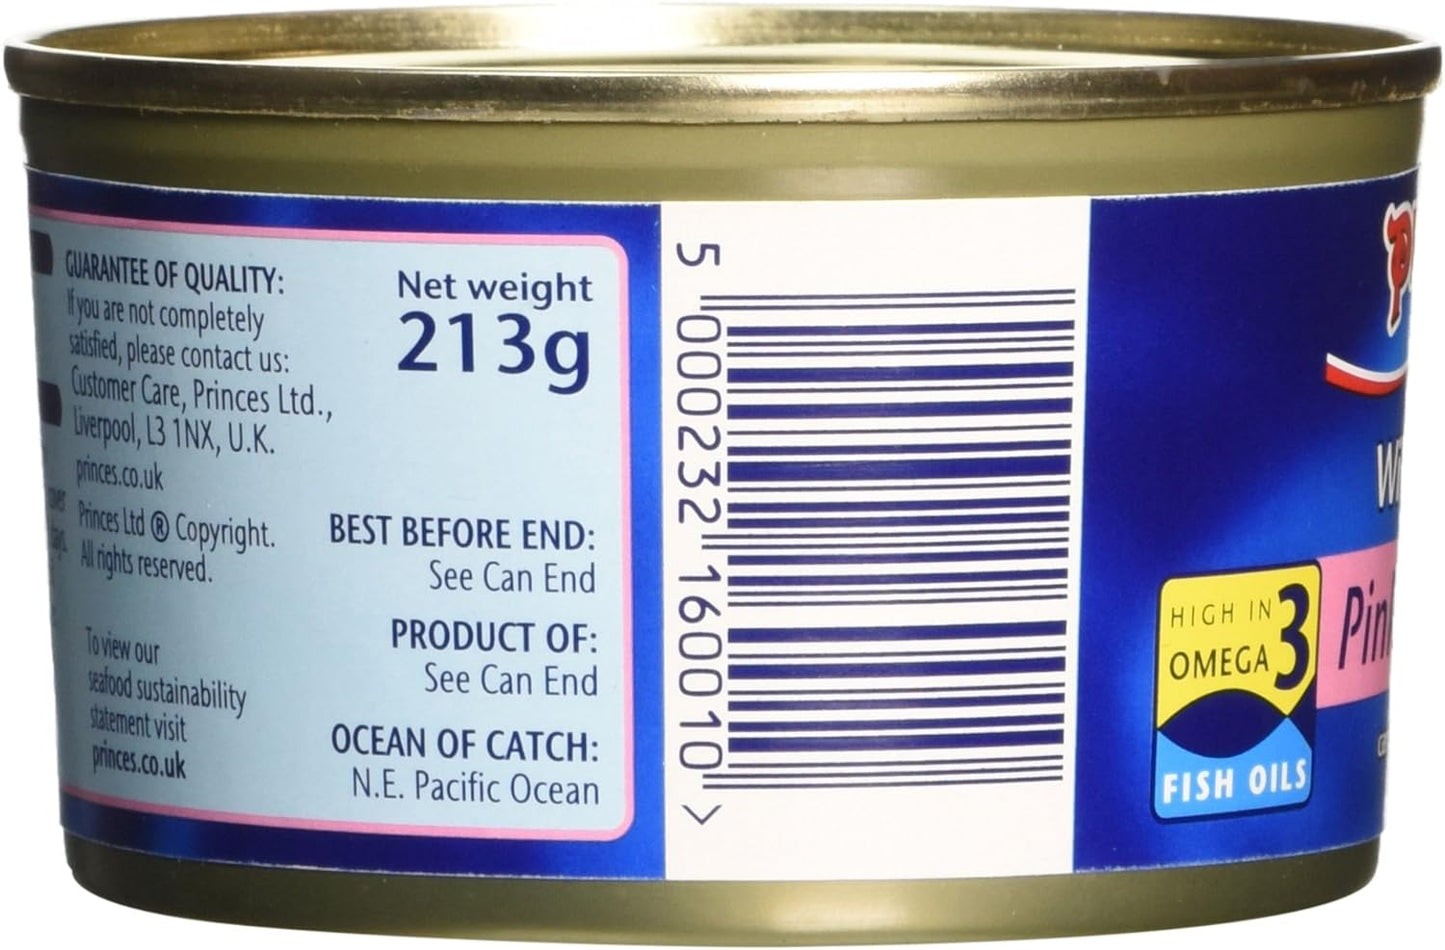 GUARANTEE OF QUALITY:
If you are not completely
satisfied, please contact us:
Customer Care, Princes Ltd.,
Liverpool, L3 1NX, U.K.
princes.co.uk
Princes Ltd ® Copyright.
All rights reserved.
To view our
seafood sustainability
statement visit
princes.co.uk
Net weight
213g
BEST BEFORE END:
See Can End
PRODUCT OF:
See Can End
OCEAN OF CATCH:
N.E. Pacific Ocean
5 000232 160010 >
HIGH IN
OMEGA 3
FISH OILS